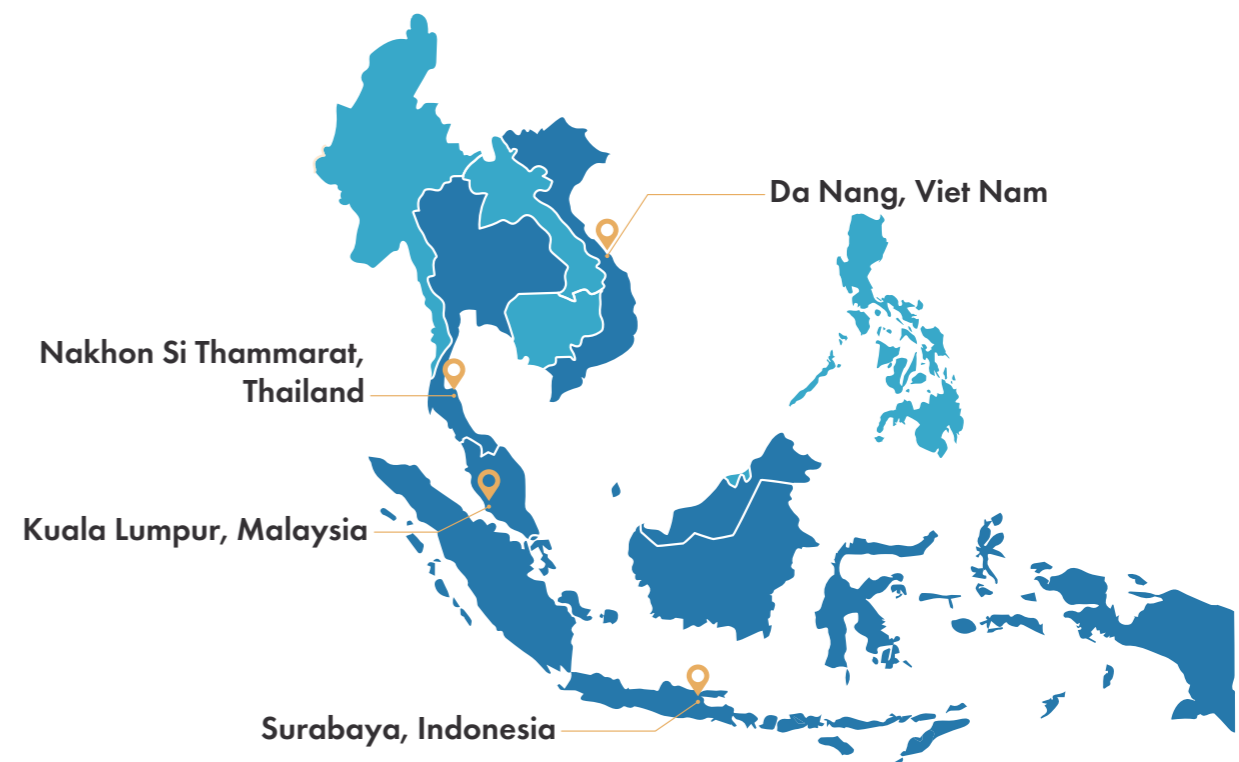 Da Nang, Viet Nam
Nakhon Si Thammarat,
Thailand
Kuala Lumpur, Malaysia
Surabaya, Indonesia